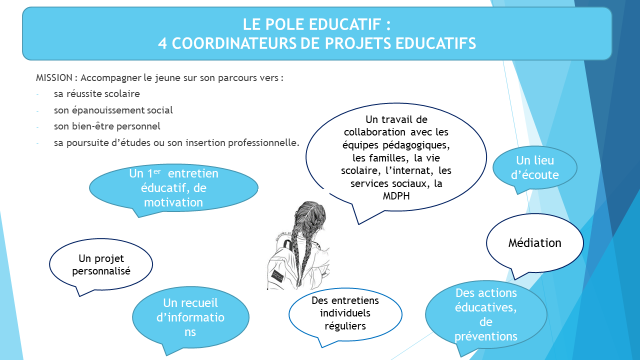 LE POLE EDUCATIF :
4 COORDINATEURS DE PROJETS EDUCATIFS
MISSION : Accompagner le jeune sur son parcours vers :
- sa réussite scolaire
- son épanouissement social
- son bien-être personnel
- sa poursuite d’études ou son insertion professionnelle.
Un travail de
collaboration avec les
équipes pédagogiques,
les familles, la vie
scolaire, l’internat, les
services sociaux, la
MDPH
Un lieu
d’écoute
Un 1er entretien
éducatif, de
motivation
Médiation
Un projet
personnalisé
Un recueil
d’informatio
ns
Des entretiens
individuels
réguliers
Des actions
éducatives,
de
préventions